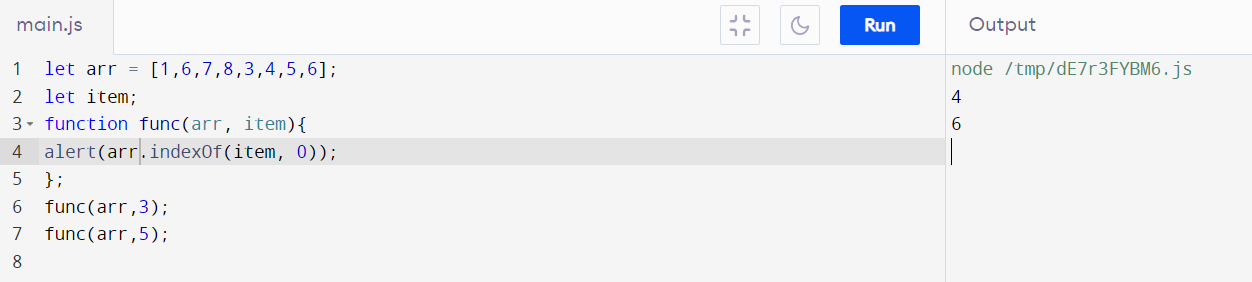 main.js
Run
Output
1 let arr = [1,6,7,8,3,4,5,6];
2 let item;
3 function func(arr, item){
4 alert(arr.indexOf(item, 0));
5 };
6 func(arr,3);
7 func(arr,5);
8
node /tmp/dE7r3FYBM6.js
4
6